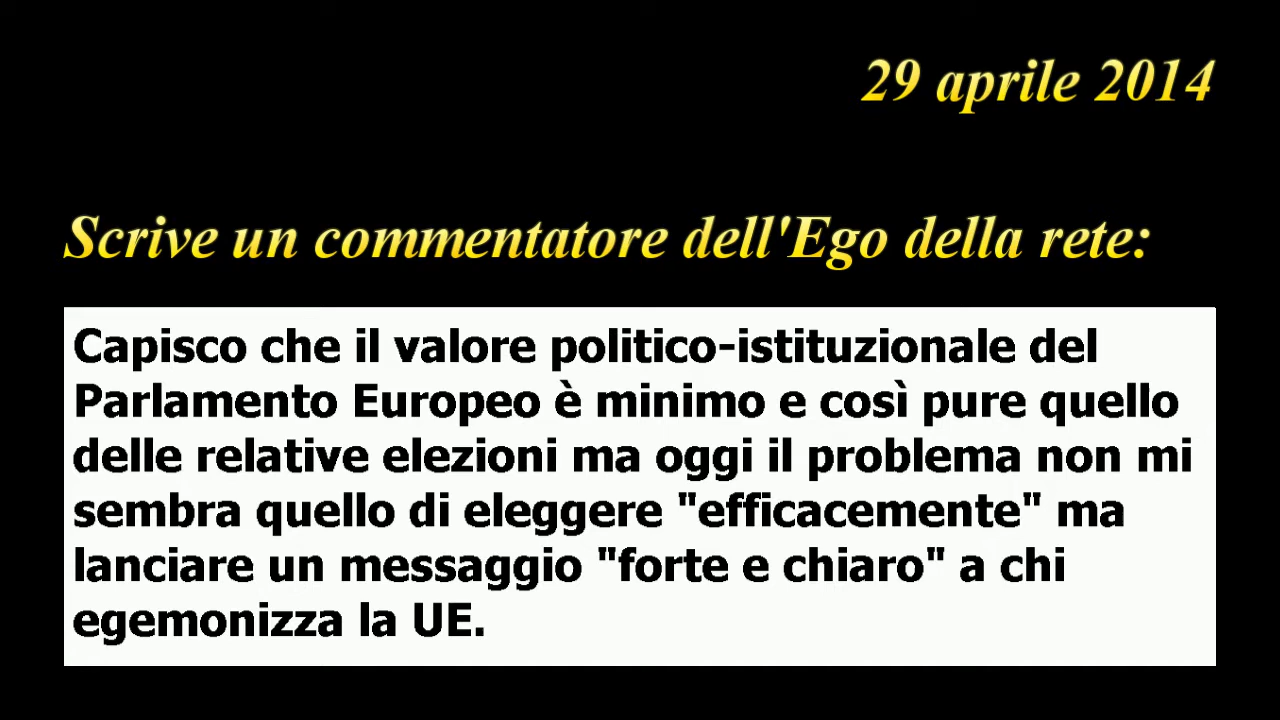 29 aprile 2014
Scrive un commentatore dell'Ego della rete:
Capisco che il valore politico-istituzionale del
Parlamento Europeo è minimo e così pure quello
delle relative elezioni ma oggi il problema non mi
sembra quello di eleggere "efficacemente" ma
lanciare un messaggio "forte e chiaro" a chi
egemonizza la UE.